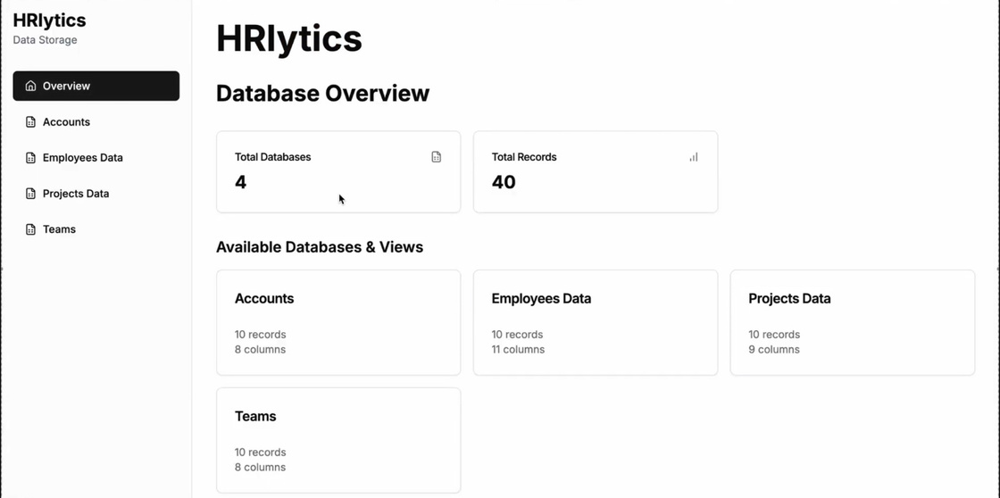 HRlytics
Data Storage
Overview
Accounts
Employees Data
Projects Data
Teams
HRlytics
Database Overview
Total Databases
4
Total Records
40
Available Databases & Views
Accounts
10 records
8 columns
Employees Data
10 records
11 columns
Projects Data
10 records
9 columns
Teams
10 records
8 columns